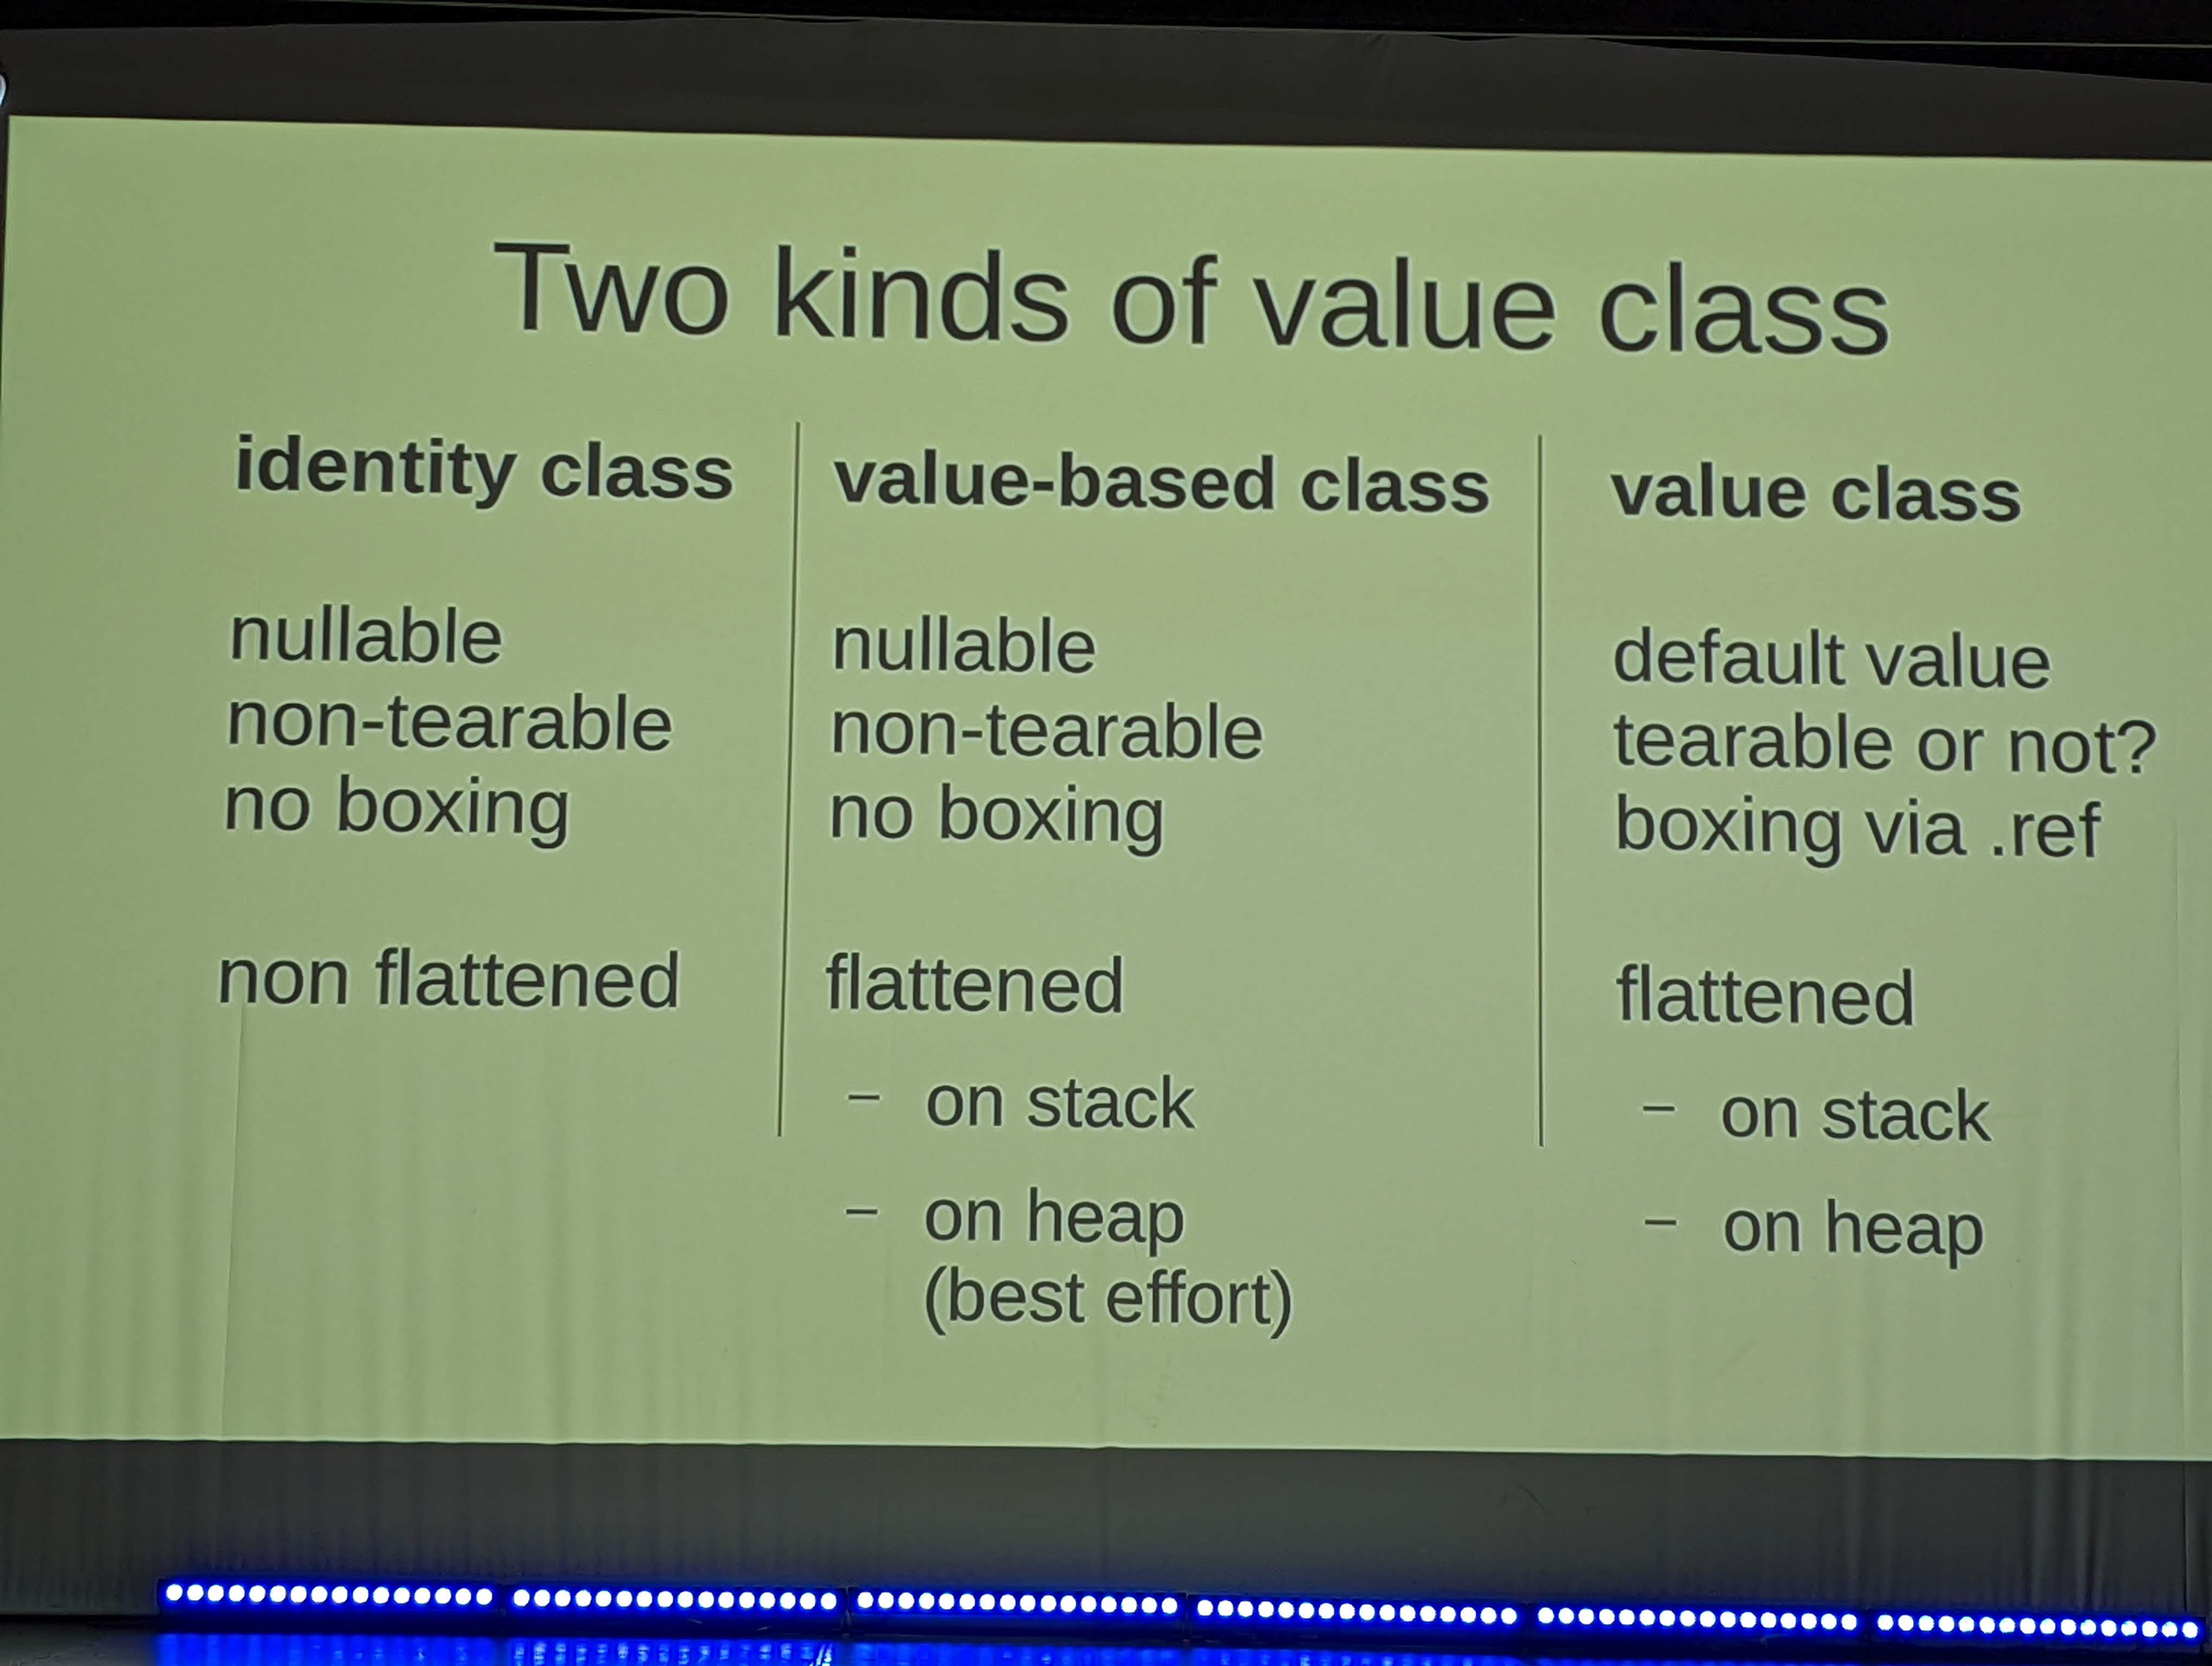 Two kinds of value class
identity class
nullable
non-tearable
no boxing
non flattened
value-based class
nullable
non-tearable
no boxing
flattened
– on stack
– on heap
(best effort)
value class
default value
tearable or not?
boxing via .ref
flattened
– on stack
– on heap